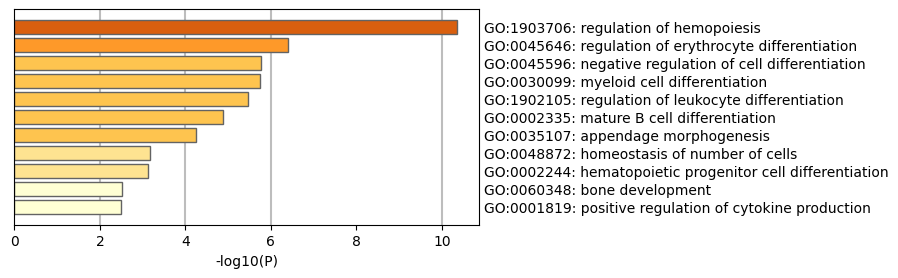 GO:1903706: regulation of hemopoiesis
GO:0045646: regulation of erythrocyte differentiation
GO:0045596: negative regulation of cell differentiation
GO:0030099: myeloid cell differentiation
GO:1902105: regulation of leukocyte differentiation
GO:0002335: mature B cell differentiation
GO:0035107: appendage morphogenesis
GO:0048872: homeostasis of number of cells
GO:0002244: hematopoietic progenitor cell differentiation
GO:0060348: bone development
GO:0001819: positive regulation of cytokine production
0 2 4 6 8 10
-log10(P)